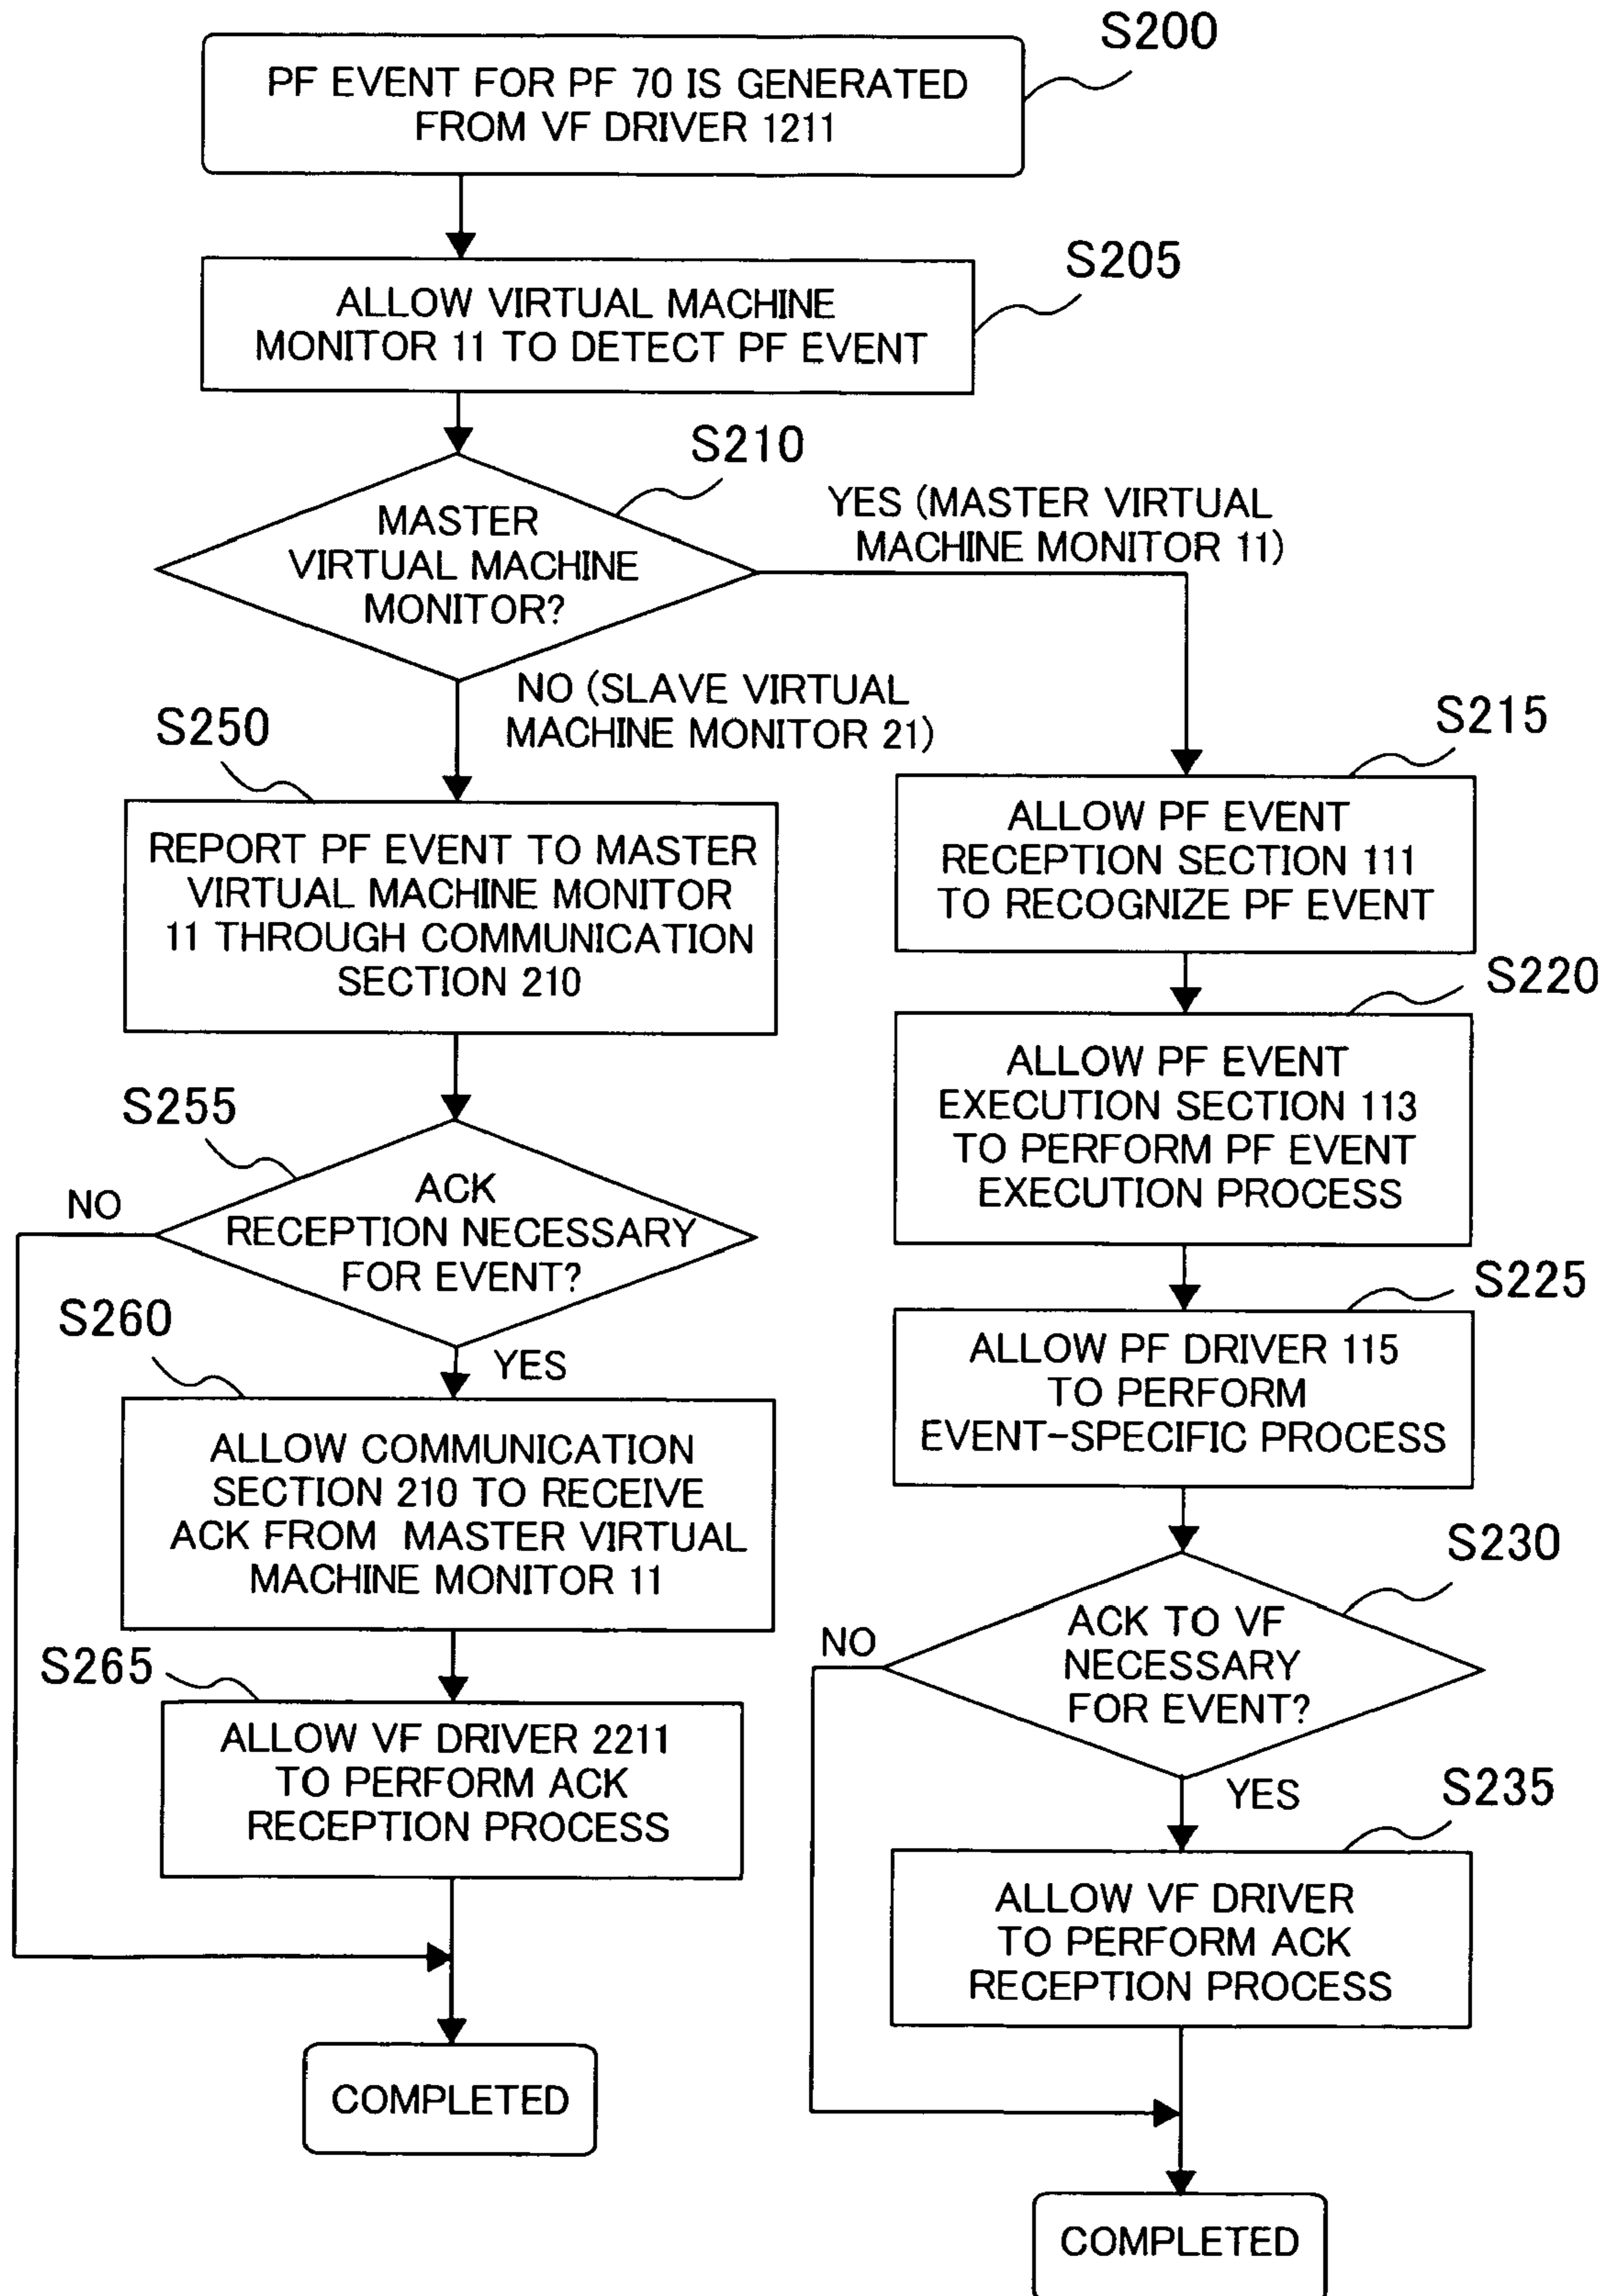 S200
PF EVENT FOR PF 70 IS GENERATED
FROM VF DRIVER 1211
S205
ALLOW VIRTUAL MACHINE
MONITOR 11 TO DETECT PF EVENT
S210
MASTER
VIRTUAL MACHINE
MONITOR?
YES (MASTER VIRTUAL
MACHINE MONITOR 11)
NO (SLAVE VIRTUAL
MACHINE MONITOR 21)
S250
REPORT PF EVENT TO MASTER
VIRTUAL MACHINE MONITOR
11 THROUGH COMMUNICATION
SECTION 210
S255
ACK
RECEPTION NECESSARY
FOR EVENT?
NO
YES
S260
ALLOW COMMUNICATION
SECTION 210 TO RECEIVE
ACK FROM MASTER VIRTUAL
MACHINE MONITOR 11
S265
ALLOW VF DRIVER 2211
TO PERFORM ACK
RECEPTION PROCESS
COMPLETED
S215
ALLOW PF EVENT
RECEPTION SECTION 111
TO RECOGNIZE PF EVENT
S220
ALLOW PF EVENT
EXECUTION SECTION 113
TO PERFORM PF EVENT
EXECUTION PROCESS
S225
ALLOW PF DRIVER 115
TO PERFORM
EVENT-SPECIFIC PROCESS
S230
ACK TO VF
NECESSARY
FOR EVENT?
NO
YES
S235
ALLOW VF DRIVER
TO PERFORM ACK
RECEPTION PROCESS
COMPLETED